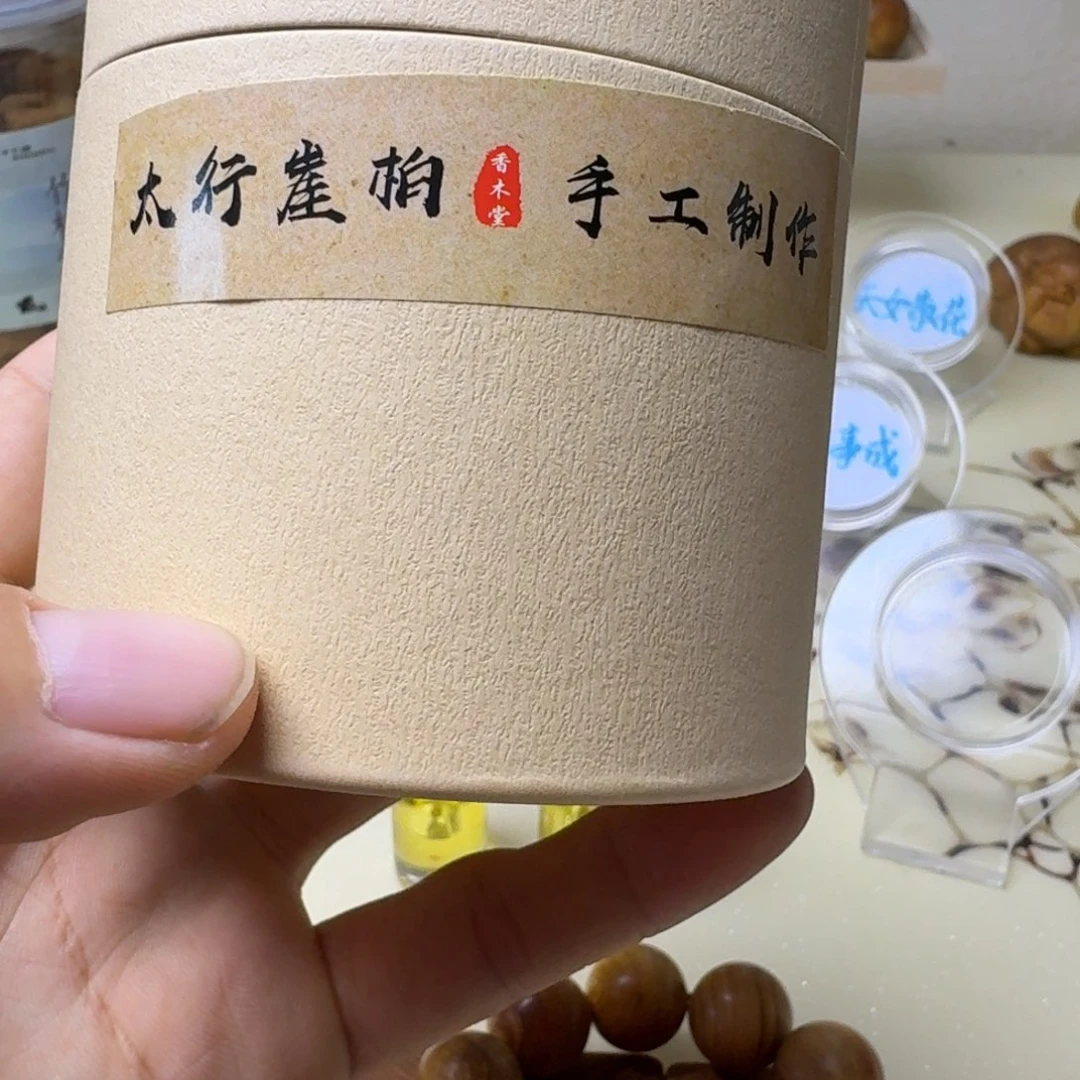 太行崖柏 香木堂 手工制作
天女散花
事成